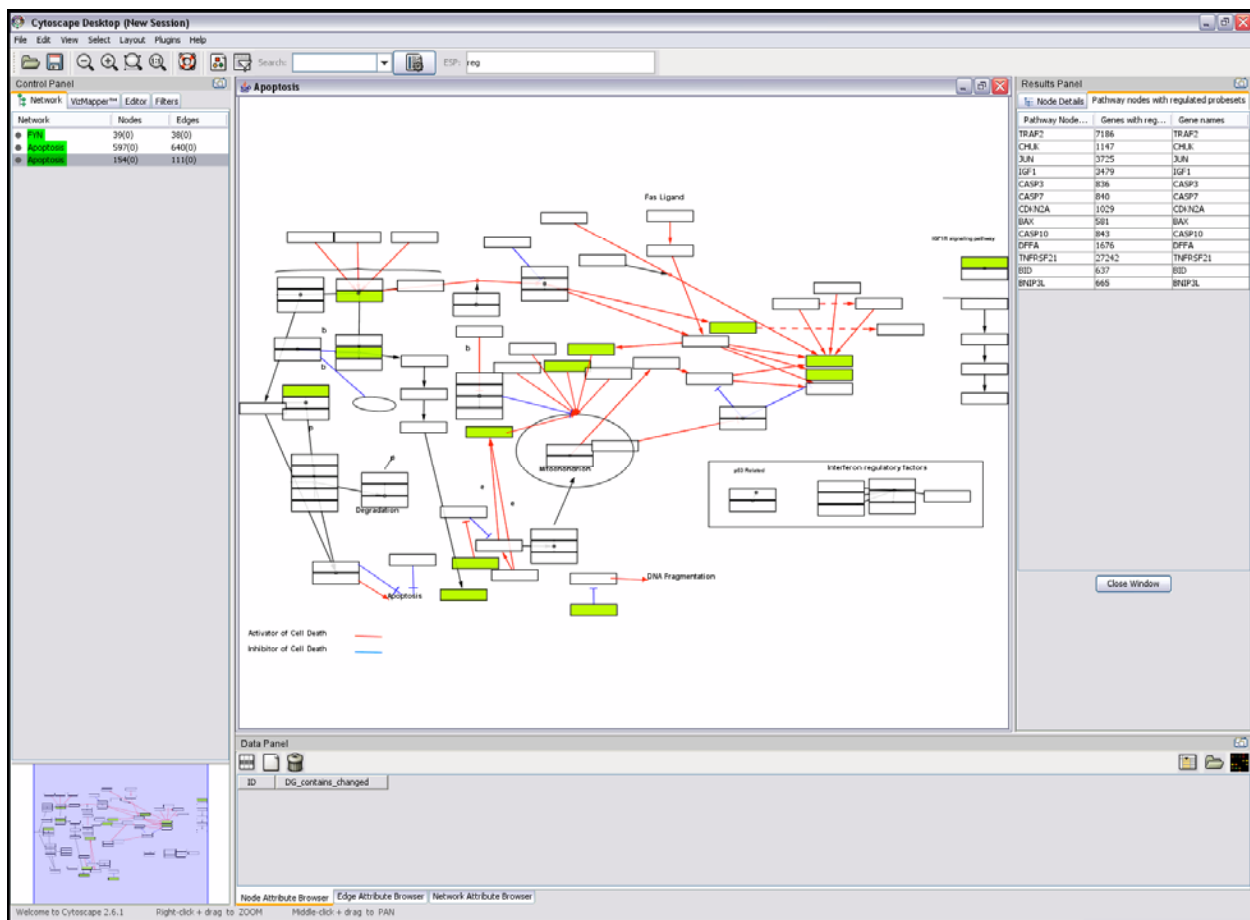 Cytoscape Desktop (New Session)
File Edit View Select Layout Plugins Help
Search: ESP: reg
Control Panel
Network VizMapper Editor Filters
Network Nodes Edges
FYN 39(0) 38(0)
Apoptosis 597(0) 640(0)
Apoptosis 154(0) 111(0)
Apoptosis
Fas Ligand
IGF1R signaling pathway
b
b
b
p
e
e
e
Mitochondrion
Degradation
p53 Related
Interferon regulatory factors
DNA Fragmentation
Apoptosis
Activator of Cell Death
Inhibitor of Cell Death
Results Panel
Node Details Pathway nodes with regulated probesets
Pathway Node... Genes with reg... Gene names
TRAF2 7186 TRAF2
CHUK 1147 CHUK
JUN 3725 JUN
IGF1 3479 IGF1
CASP3 836 CASP3
CASP7 840 CASP7
CDKN2A 1029 CDKN2A
BAX 581 BAX
CASP10 843 CASP10
DFFA 1676 DFFA
TNFRSF21 27242 TNFRSF21
BID 637 BID
BNIP3L 665 BNIP3L
Close Window
Data Panel
ID DG_contains_changed
Node Attribute Browser Edge Attribute Browser Network Attribute Browser
Welcome to Cytoscape 2.6.1 Right-click + drag to ZOOM Middle-click + drag to PAN